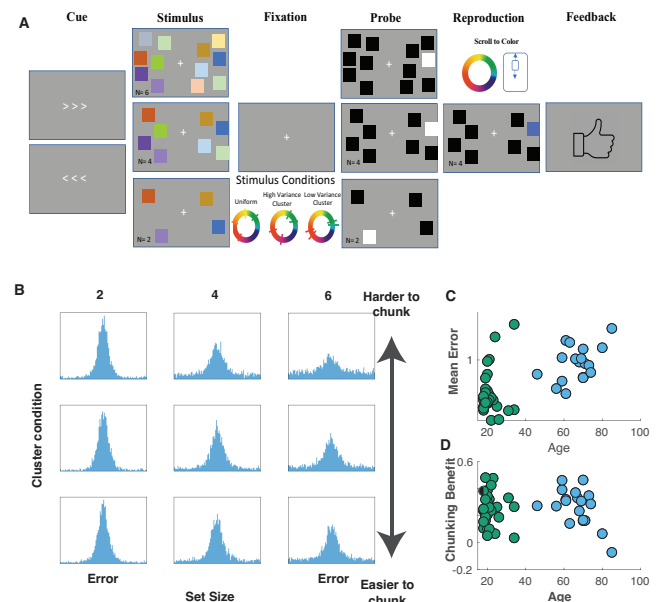 A
Cue
Stimulus
Fixation
Probe
Reproduction
Feedback
> > >
< < <
N= 6
N= 4
N= 2
Stimulus Conditions
Uniform
High Variance
Cluster
Low Variance
Cluster
N= 6
N= 4
N= 2
Scroll to Color
N= 4
B
2
4
6
Cluster condition
Error
Set Size
Error
Harder to
chunk
Easier to
chunk
C
Mean Error
1
20
40
60
80
100
Age
D
Chunking Benefit
0.6
0
-0.2
20
40
60
80
100
Age